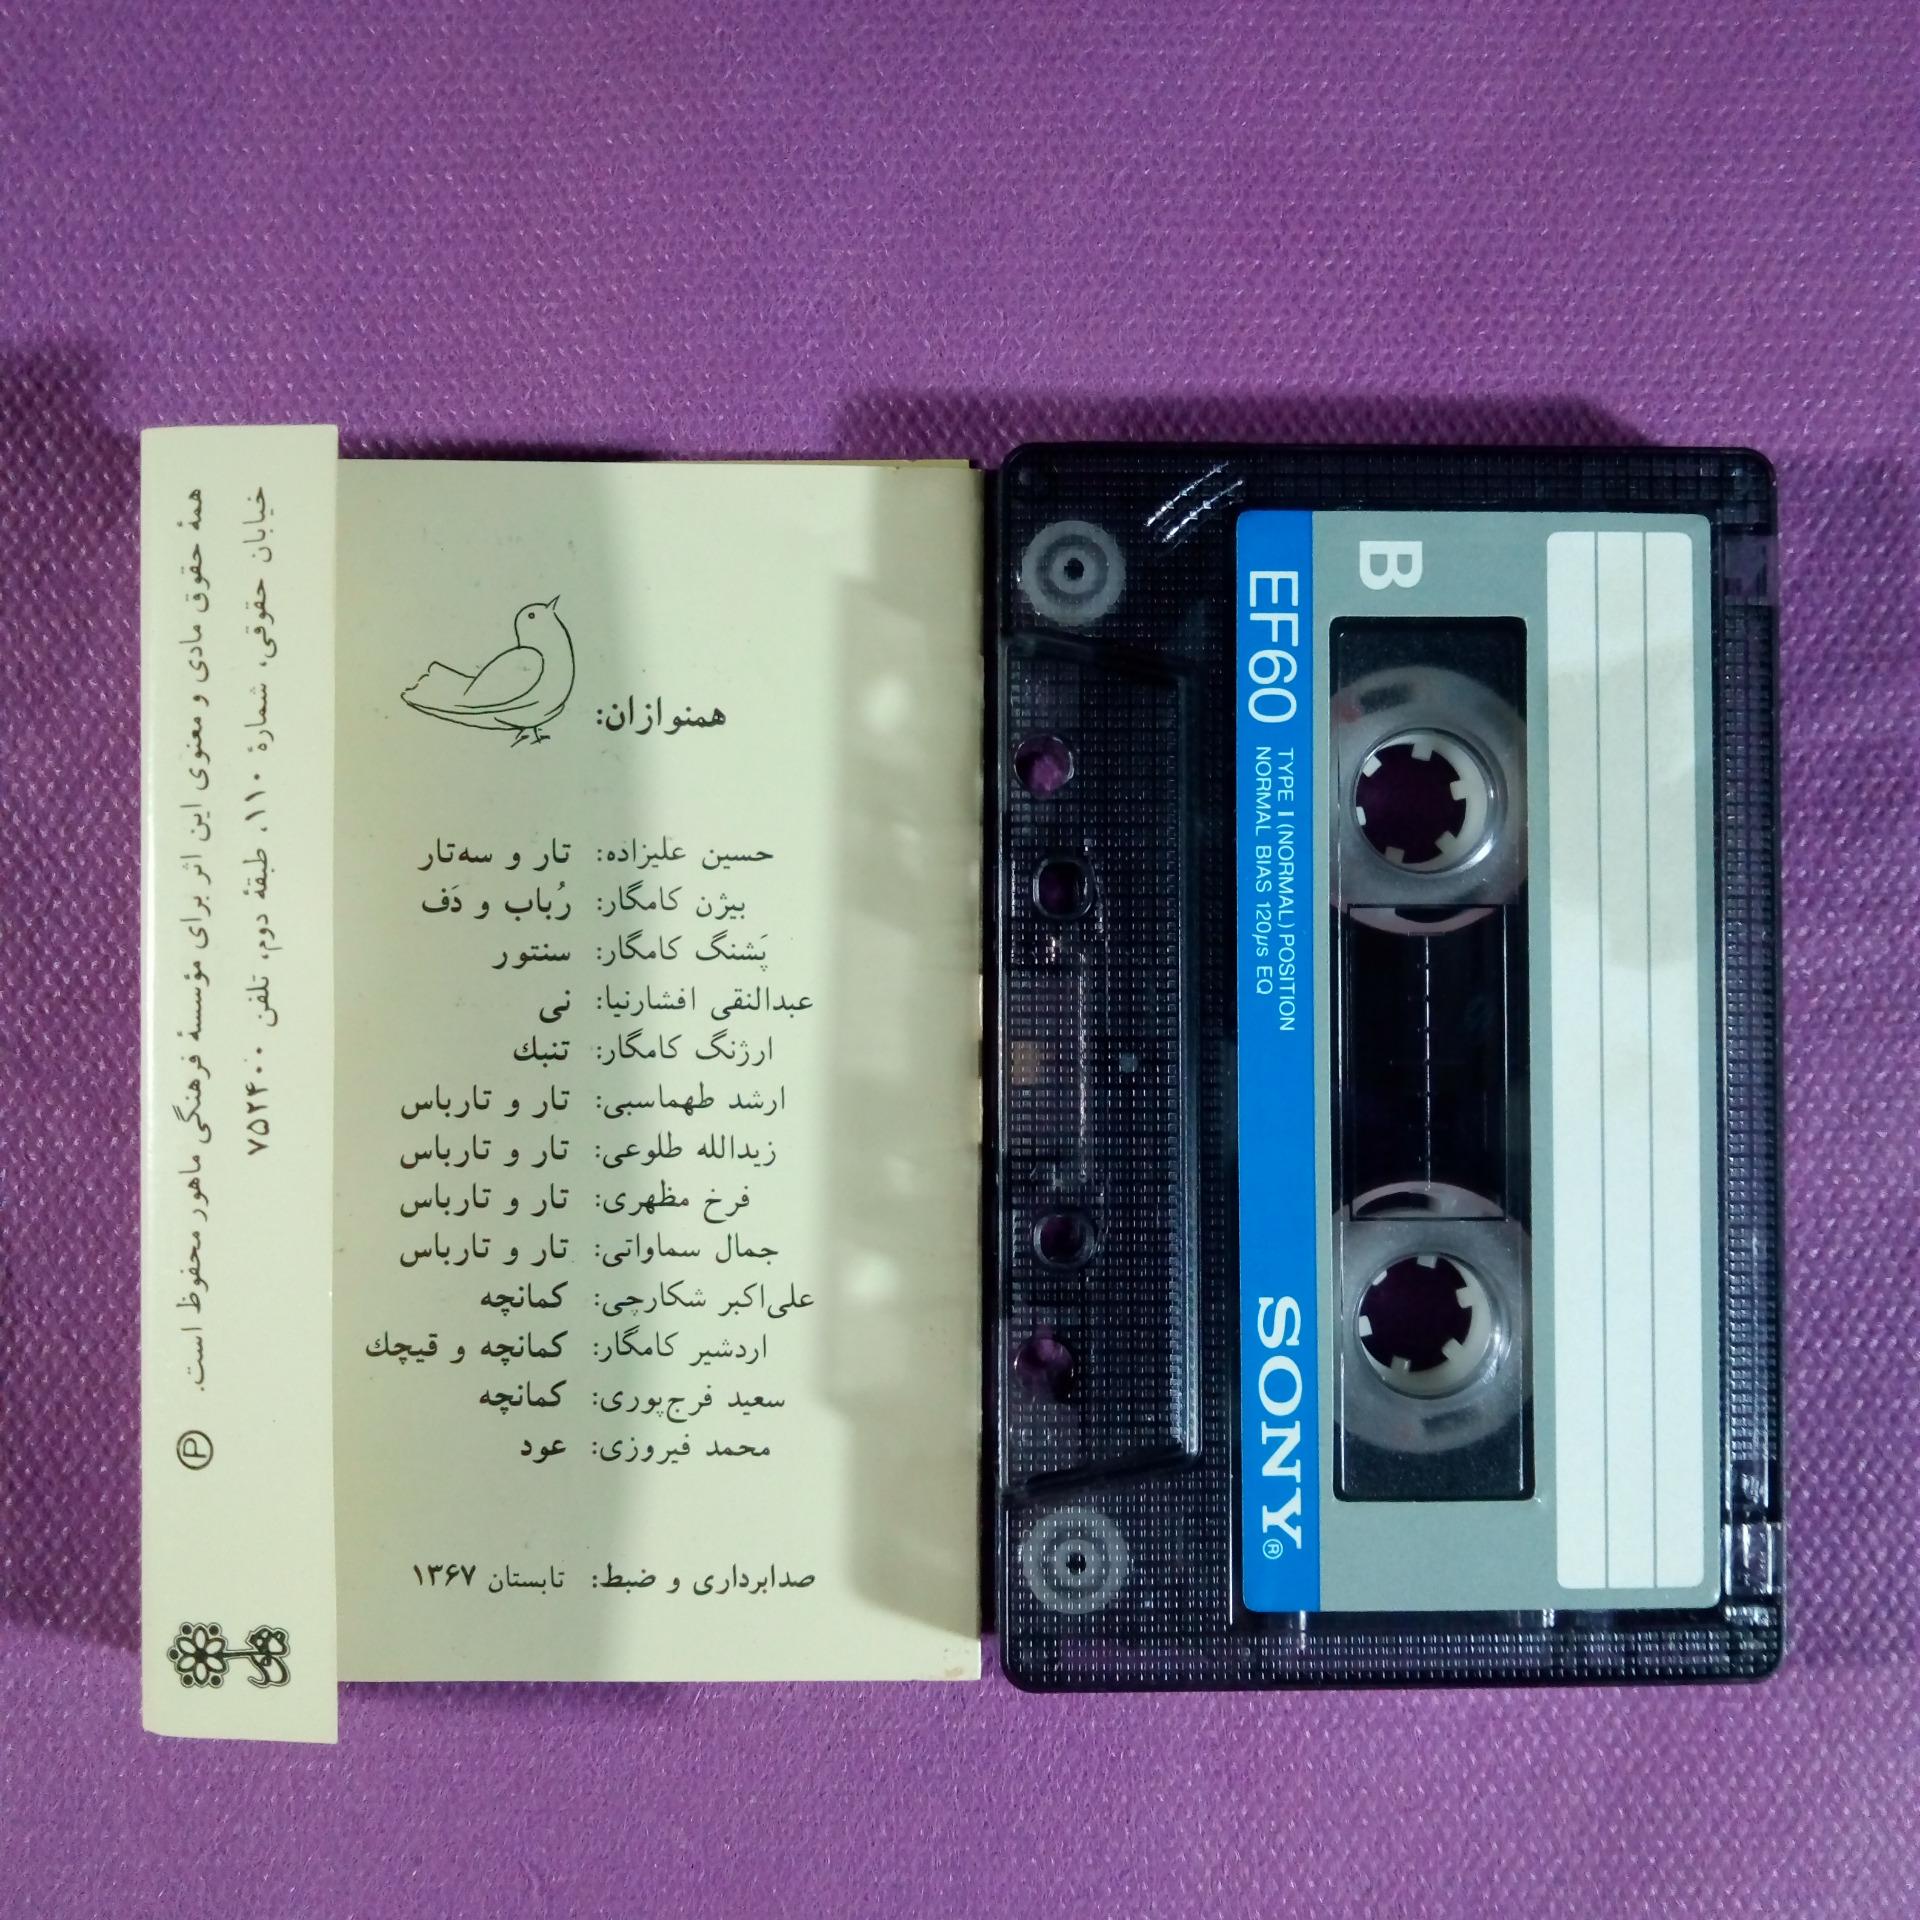 همهٔ حقوق مادی و معنوی این اثر برای مؤسسهٔ فرهنگی ماهور محفوظ است. Ⓟ
خیابان حقوقی، شمارهٔ ۱۱۰، طبقهٔ دوم، تلفن ۷۵۲۴۰۰
ماهور
همنوازان:
حسین علیزاده: تار و سه‌تار
بیژن کامگار: رُباب و دَف
پَشنگ کامگار: سنتور
عبدالنقی افشارنیا: نی
ارژنگ کامگار: تنبك
ارشد طهماسبی: تار و تارباس
زیدالله طلوعی: تار و تارباس
فرخ مظهری: تار و تارباس
جمال سماواتی: تار و تارباس
علی‌اکبر شکارچی: کمانچه
اردشیر کامگار: کمانچه و قیچك
سعید فرج‌پوری: کمانچه
محمد فیروزی: عود
صدابرداری و ضبط: تابستان ۱۳۶۷
B
EF60
TYPE I (NORMAL) POSITION
NORMAL BIAS 120µs EQ
SONY®